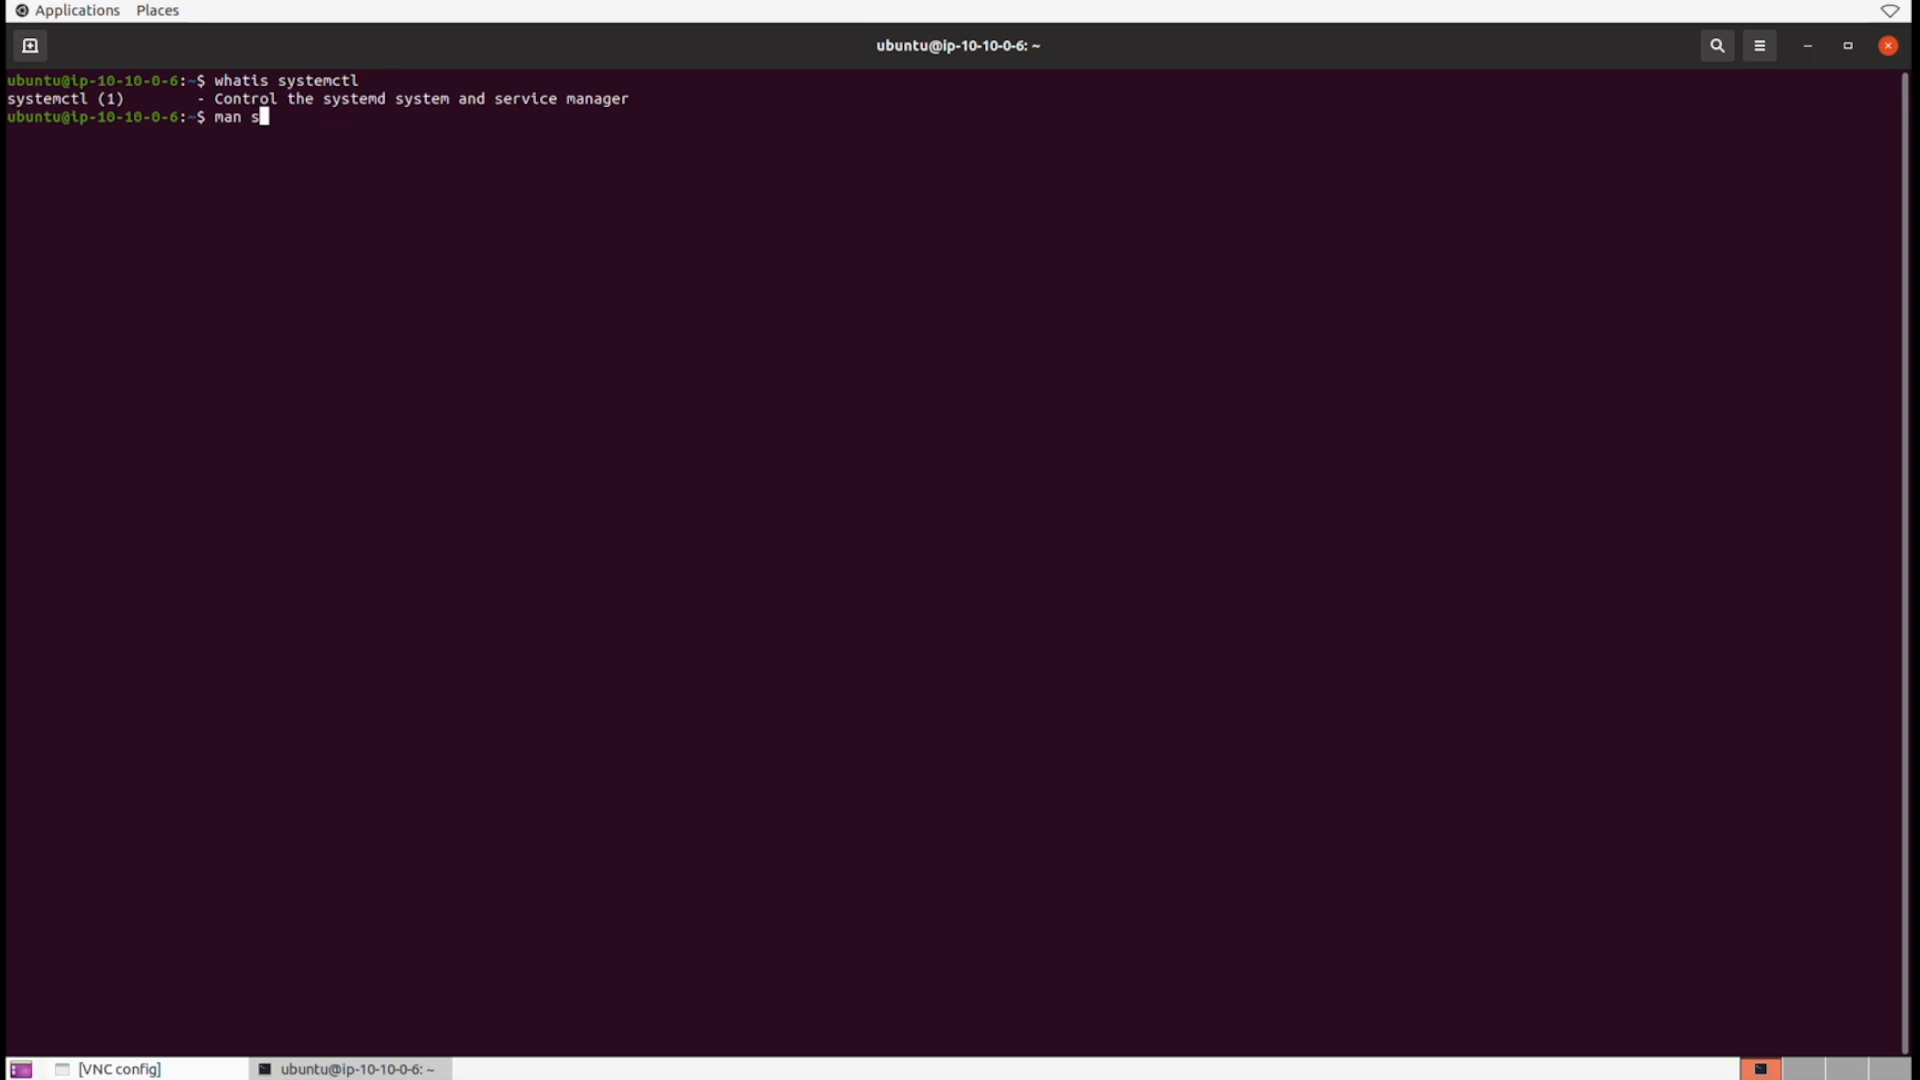 Applications Places
ubuntu@ip-10-10-0-6: ~
ubuntu@ip-10-10-0-6:~$ whatis systemctl
systemctl (1)        - Control the systemd system and service manager
ubuntu@ip-10-10-0-6:~$ man s
[VNC config] ubuntu@ip-10-10-0-6: ~